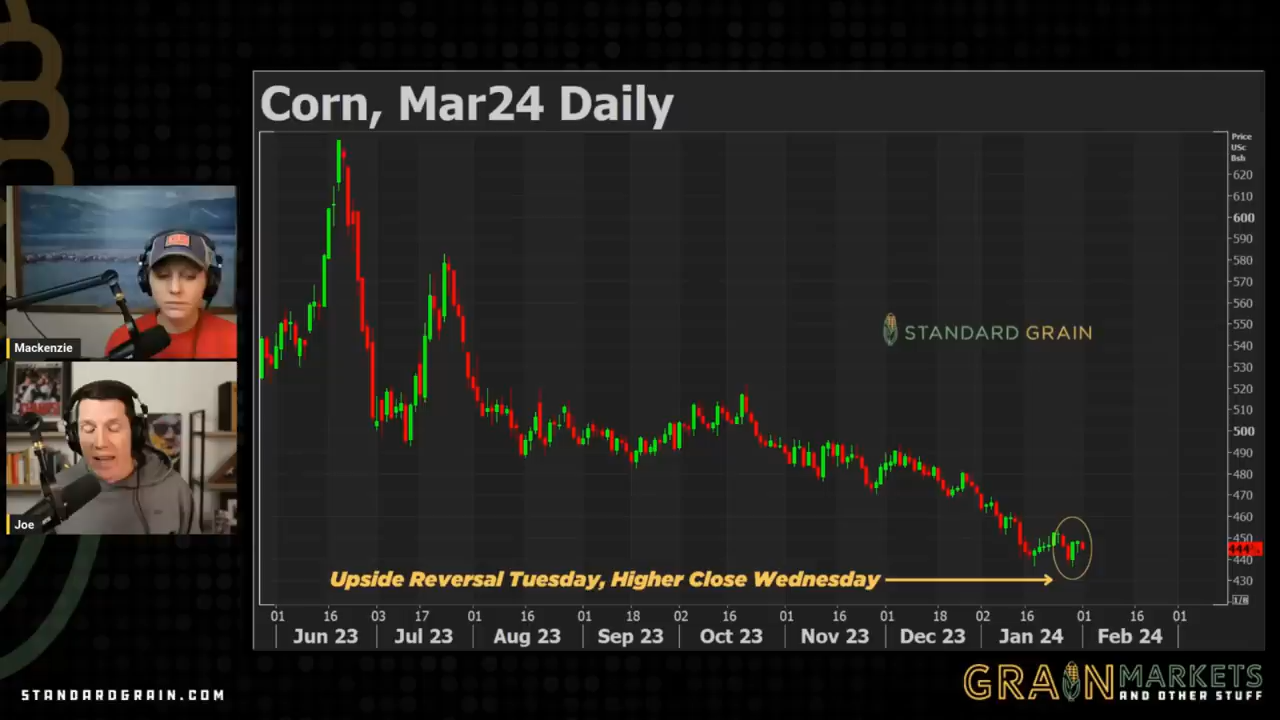 Corn, Mar24 Daily
Price
USc
Bsh
620
610
600
590
580
570
560
550
540
530
520
510
500
490
480
470
460
450
444
440
430
STANDARD GRAIN
Mackenzie
Joe
Upside Reversal Tuesday, Higher Close Wednesday
01 16 03 17 01 16 01 18 02 16 01 16 01 18 02 16 01 16 01
Jun 23 Jul 23 Aug 23 Sep 23 Oct 23 Nov 23 Dec 23 Jan 24 Feb 24
STANDARDGRAIN.COM
GRAIN MARKETS
AND OTHER STUFF